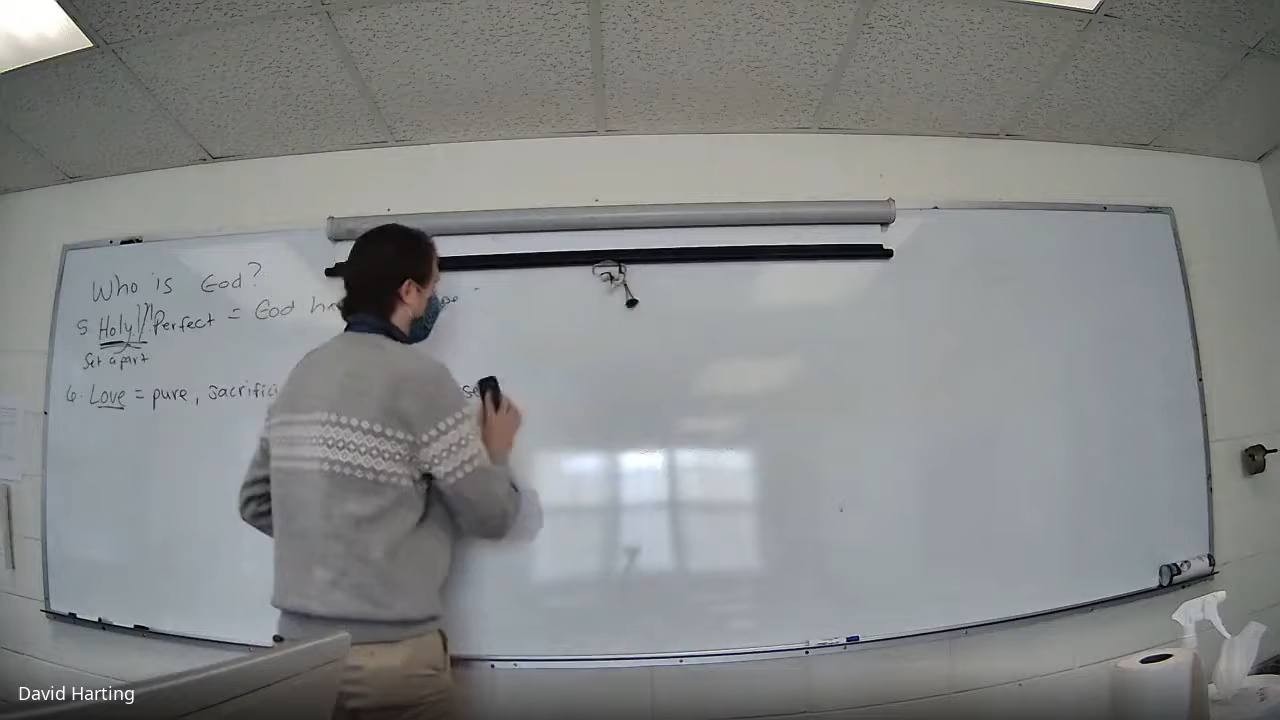 Who is God?
5 Holy // Perfect = God
Set apart
6. Love = pure, sacrifici
David Harting